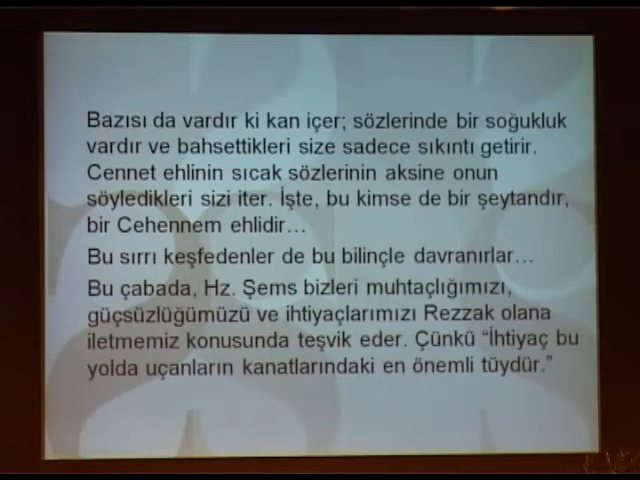 Bazısı da vardır ki kan içer; sözlerinde bir soğukluk
vardır ve bahsettikleri size sadece sıkıntı getirir.
Cennet ehlinin sıcak sözlerinin aksine onun
söyledikleri sizi iter. İşte, bu kimse de bir şeytandır,
bir Cehennem ehlidir…
Bu sırrı keşfedenler de bu bilinçle davranırlar…
Bu çabada, Hz. Şems bizleri muhtaçlığımızı,
güçsüzlüğümüzü ve ihtiyaçlarımızı Rezzak olana
iletmemiz konusunda teşvik eder. Çünkü “İhtiyaç bu
yolda uçanların kanatlarındaki en önemli tüydür.”